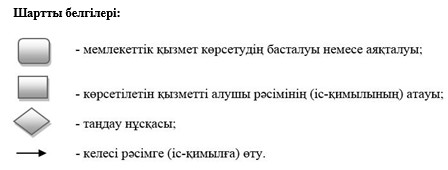 Шартты белгілері:
- мемлекеттік қызмет көрсетудің басталуы немесе аяқталуы;
- көрсетілетін қызметті алушы рәсімінің (іс-қимылының) атауы;
- таңдау нұсқасы;
- келесі рәсімге (іс-қимылға) өту.